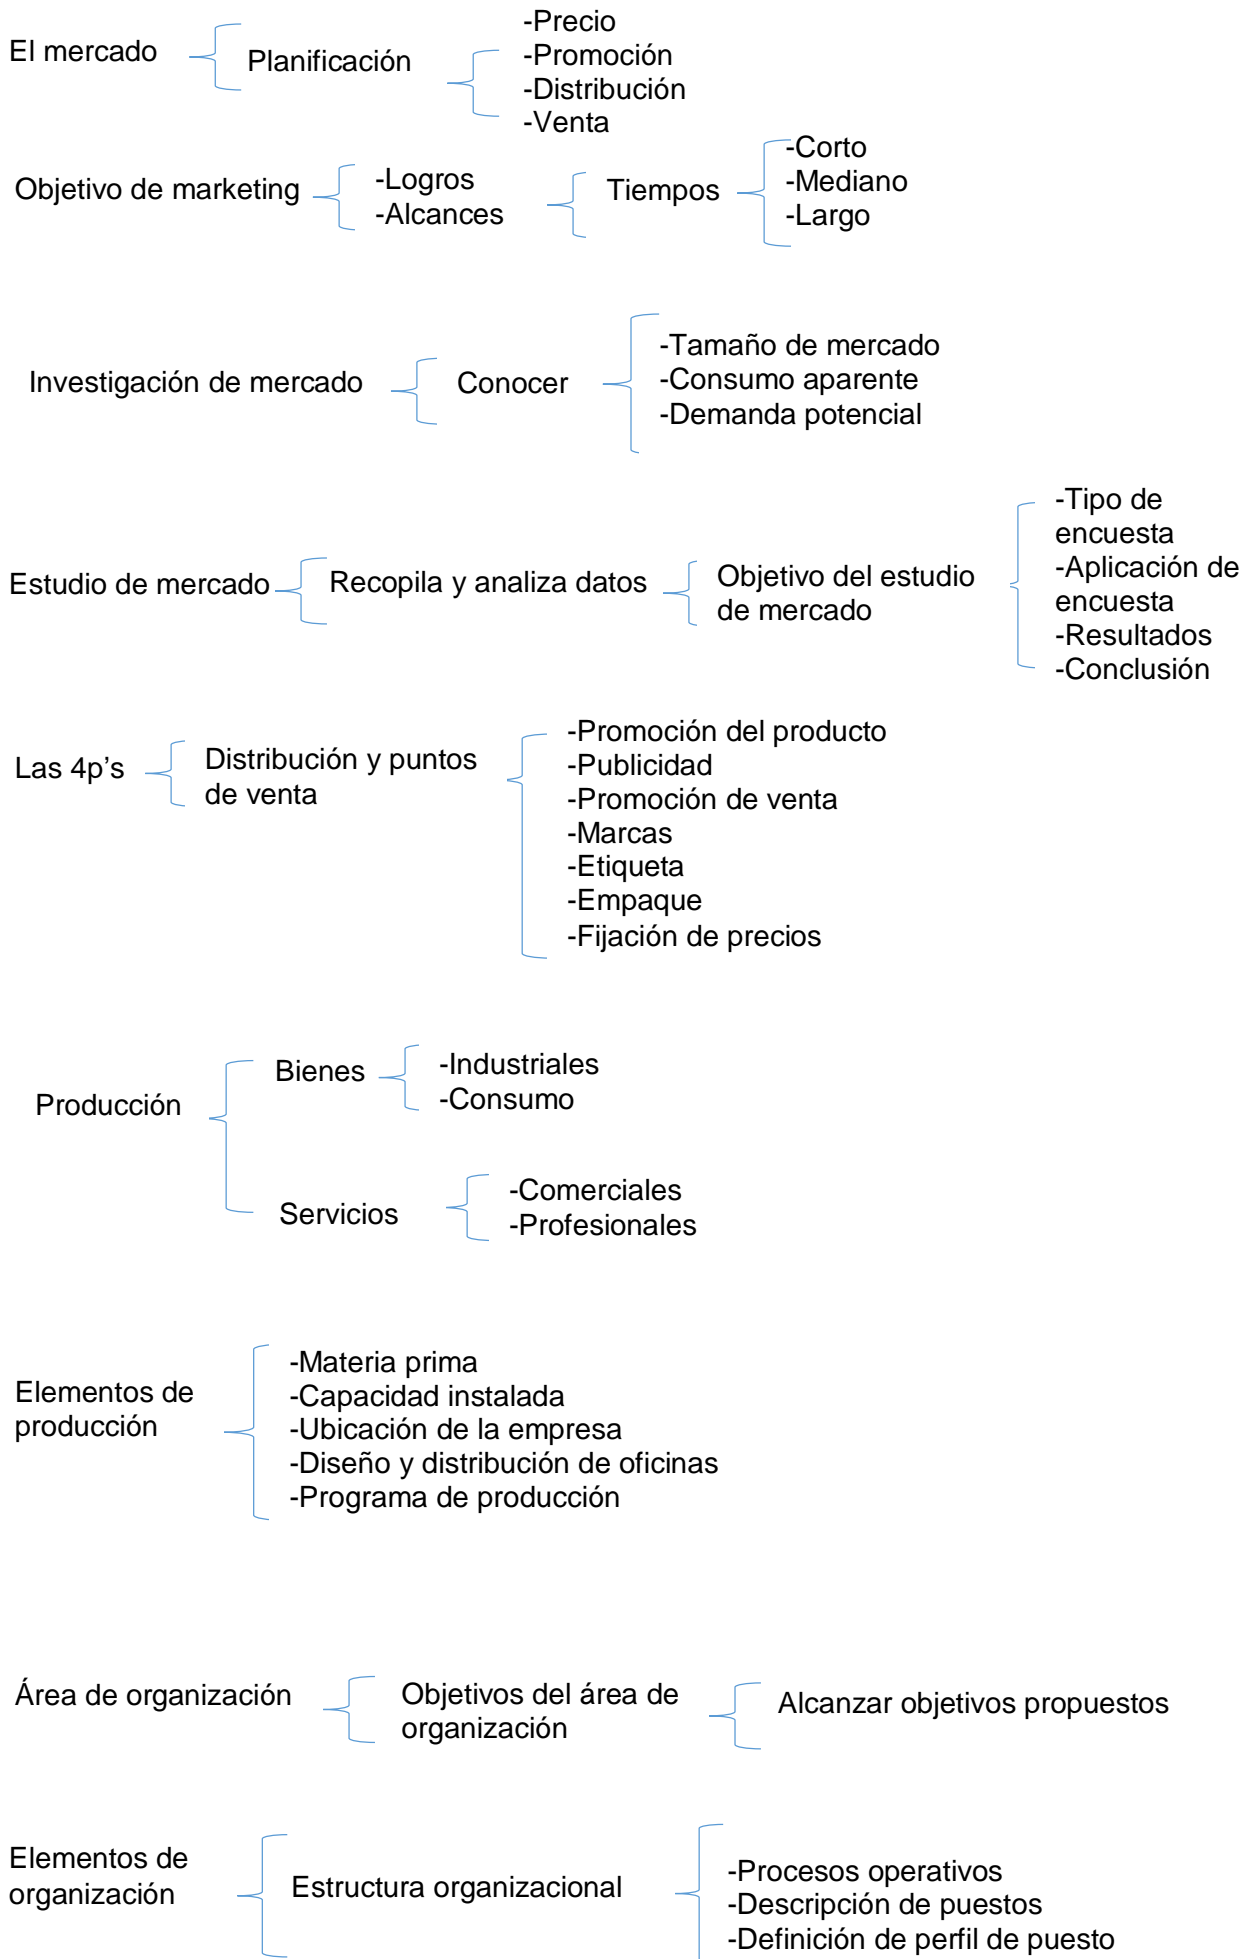 El mercado
Planificación
-Precio
-Promoción
-Distribución
-Venta
Objetivo de marketing
-Logros
-Alcances
Tiempos
-Corto
-Mediano
-Largo
Investigación de mercado
Conocer
-Tamaño de mercado
-Consumo aparente
-Demanda potencial
Estudio de mercado
Recopila y analiza datos
Objetivo del estudio
de mercado
-Tipo de
encuesta
-Aplicación de
encuesta
-Resultados
-Conclusión
Las 4p’s
Distribución y puntos
de venta
-Promoción del producto
-Publicidad
-Promoción de venta
-Marcas
-Etiqueta
-Empaque
-Fijación de precios
Producción
Bienes
-Industriales
-Consumo
Servicios
-Comerciales
-Profesionales
Elementos de
producción
-Materia prima
-Capacidad instalada
-Ubicación de la empresa
-Diseño y distribución de oficinas
-Programa de producción
Área de organización
Objetivos del área de
organización
Alcanzar objetivos propuestos
Elementos de
organización
Estructura organizacional
-Procesos operativos
-Descripción de puestos
-Definición de perfil de puesto